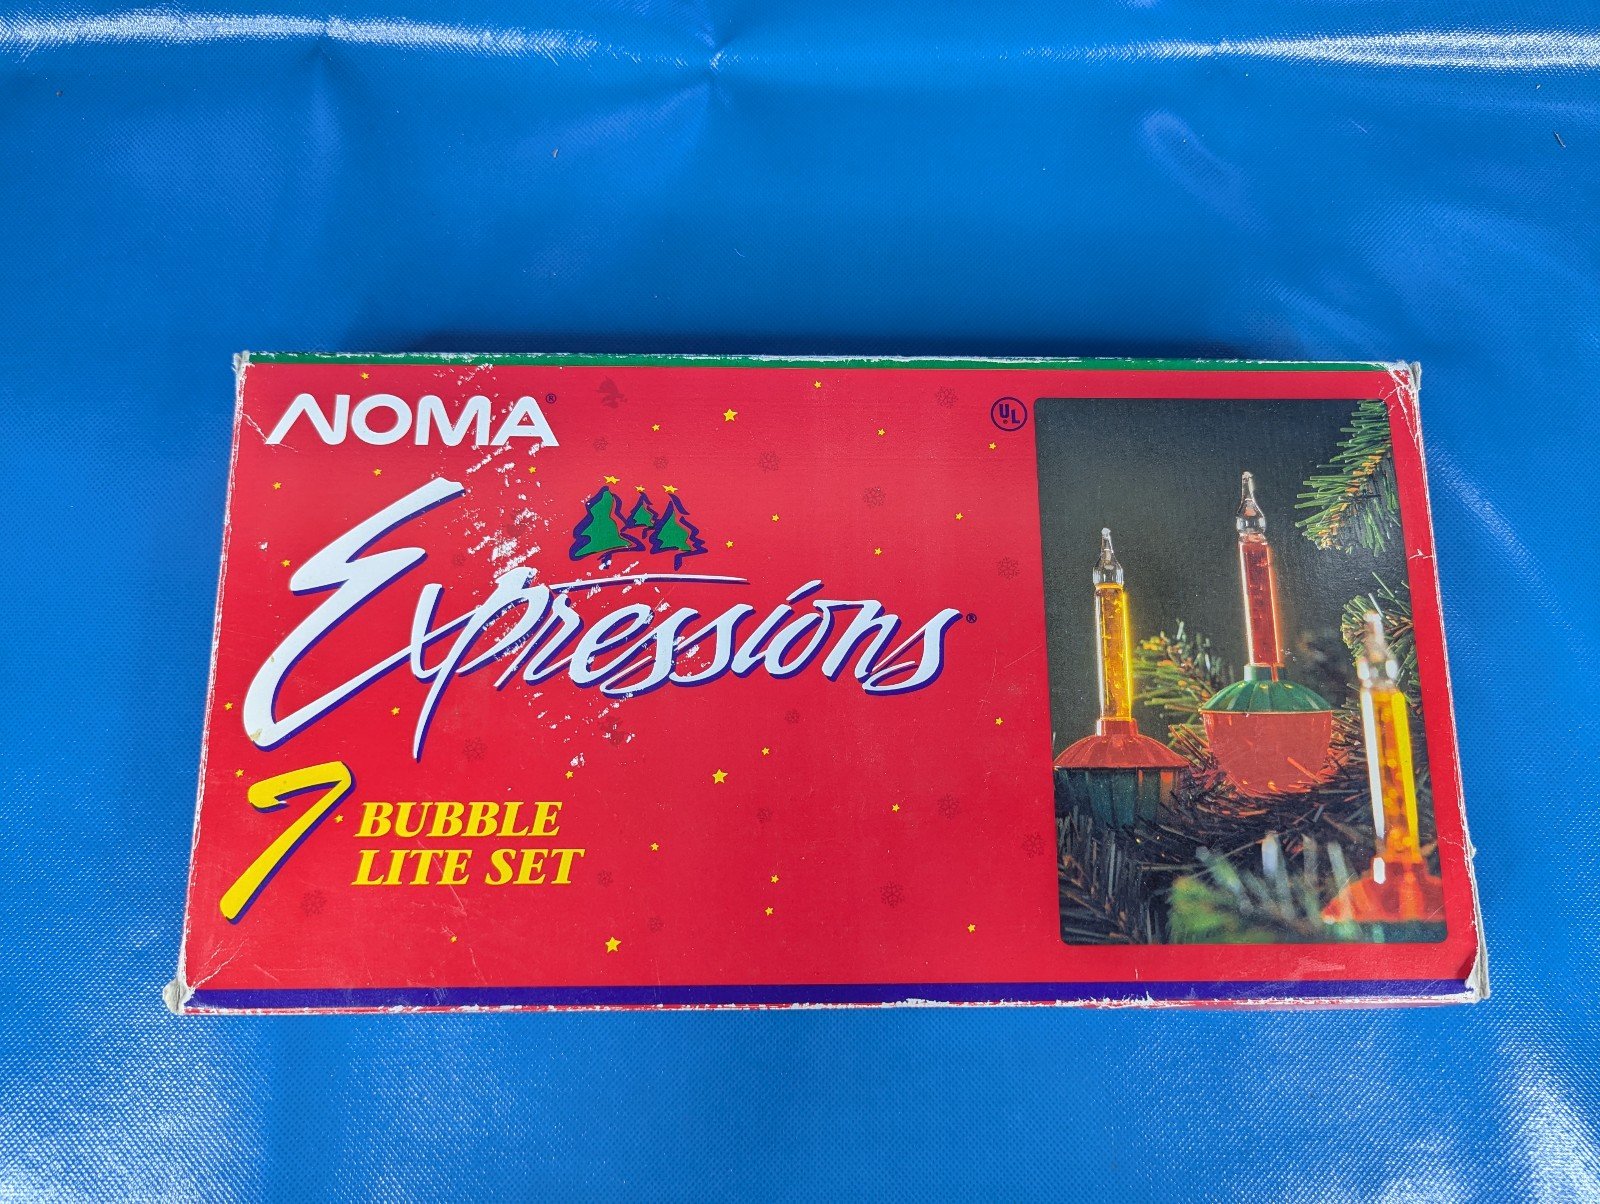 NOMA®
UL
Expressions®
7 BUBBLE
LITE SET